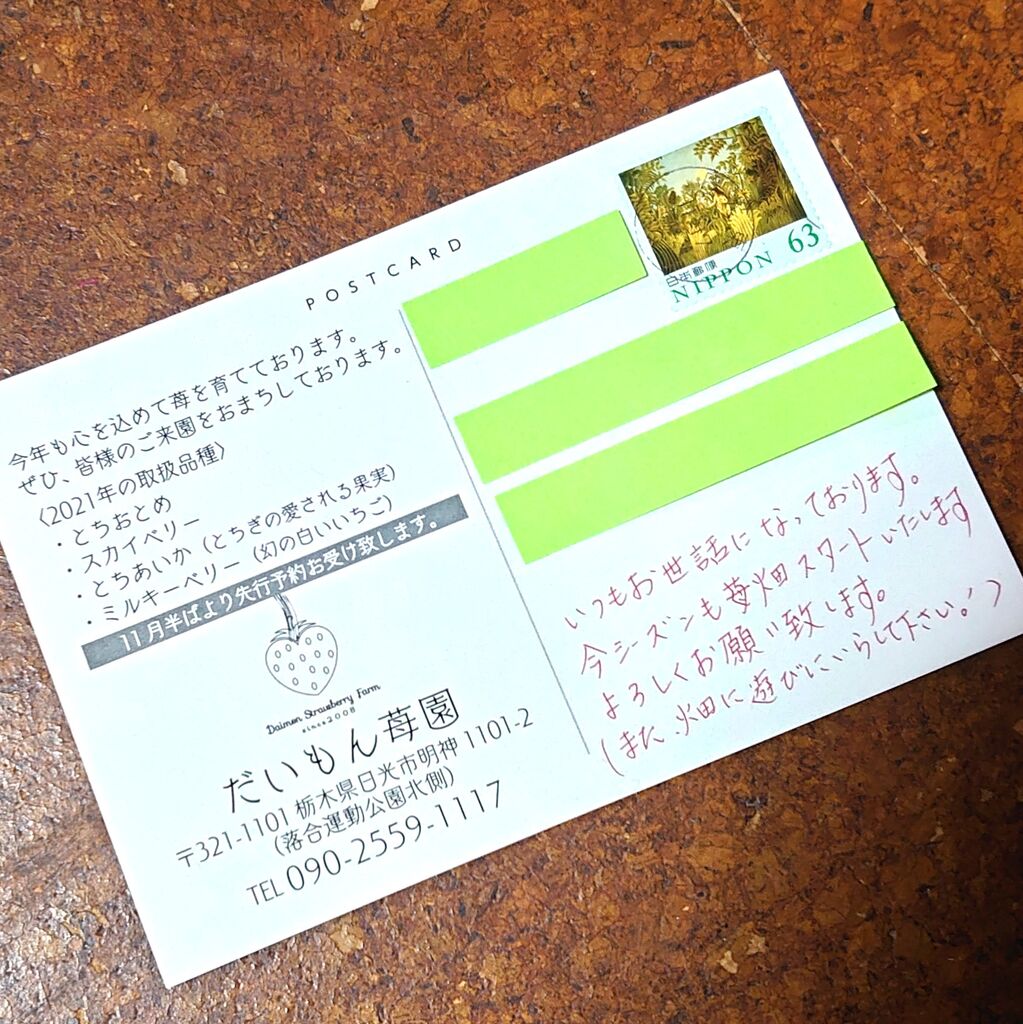 POSTCARD
今年も心を込めて苺を育てております。
ぜひ、皆様のご来園をおまちしております。
〈2021年の取扱品種〉
・とちおとめ
・スカイベリー
・とちあいか（とちぎの愛される果実）
・ミルキーベリー（幻の白いいちご）
11月半ばより先行予約お受け致します。
Daimon Strawberry Farm
since2008
だいもん苺園
〒321-1101 栃木県日光市明神1101-2
（落合運動公園北側）
TEL 090-2559-1117
日本郵便
NIPPON 63
いつもお世話になっております。
今シーズンも苺畑スタートいたします
よろしくお願い致します。
(また、畑に遊びにいらして下さい！)